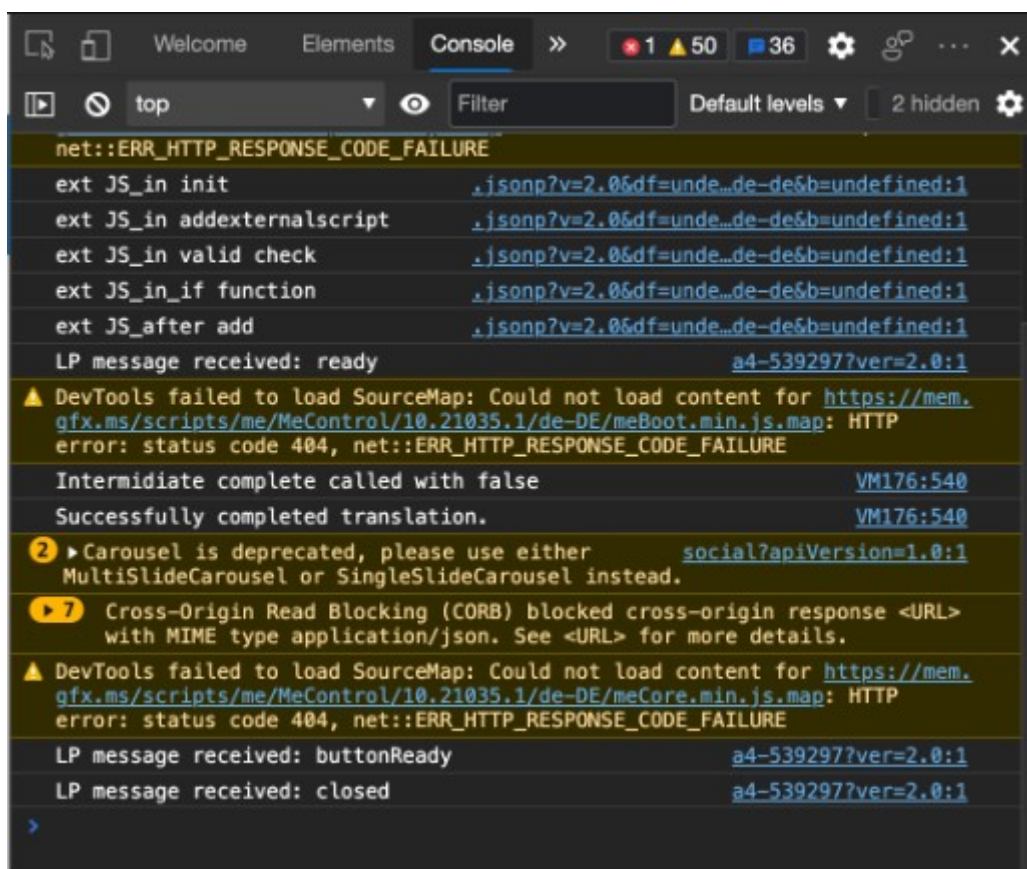 Welcome Elements Console » 1 50 36 ··· ×
top Filter Default levels 2 hidden
net::ERR_HTTP_RESPONSE_CODE_FAILURE
ext JS_in init .jsonp?v=2.0&df=unde…de-de&b=undefined:1
ext JS_in addexternalscript .jsonp?v=2.0&df=unde…de-de&b=undefined:1
ext JS_in valid check .jsonp?v=2.0&df=unde…de-de&b=undefined:1
ext JS_in_if function .jsonp?v=2.0&df=unde…de-de&b=undefined:1
ext JS_after add .jsonp?v=2.0&df=unde…de-de&b=undefined:1
LP message received: ready a4-539297?ver=2.0:1
DevTools failed to load SourceMap: Could not load content for https://mem.
gfx.ms/scripts/me/MeControl/10.21035.1/de-DE/meBoot.min.js.map: HTTP
error: status code 404, net::ERR_HTTP_RESPONSE_CODE_FAILURE
Intermidiate complete called with false VM176:540
Successfully completed translation. VM176:540
2 Carousel is deprecated, please use either social?apiVersion=1.0:1
MultiSlideCarousel or SingleSlideCarousel instead.
7 Cross-Origin Read Blocking (CORB) blocked cross-origin response <URL>
with MIME type application/json. See <URL> for more details.
DevTools failed to load SourceMap: Could not load content for https://mem.
gfx.ms/scripts/me/MeControl/10.21035.1/de-DE/meCore.min.js.map: HTTP
error: status code 404, net::ERR_HTTP_RESPONSE_CODE_FAILURE
LP message received: buttonReady a4-539297?ver=2.0:1
LP message received: closed a4-539297?ver=2.0:1